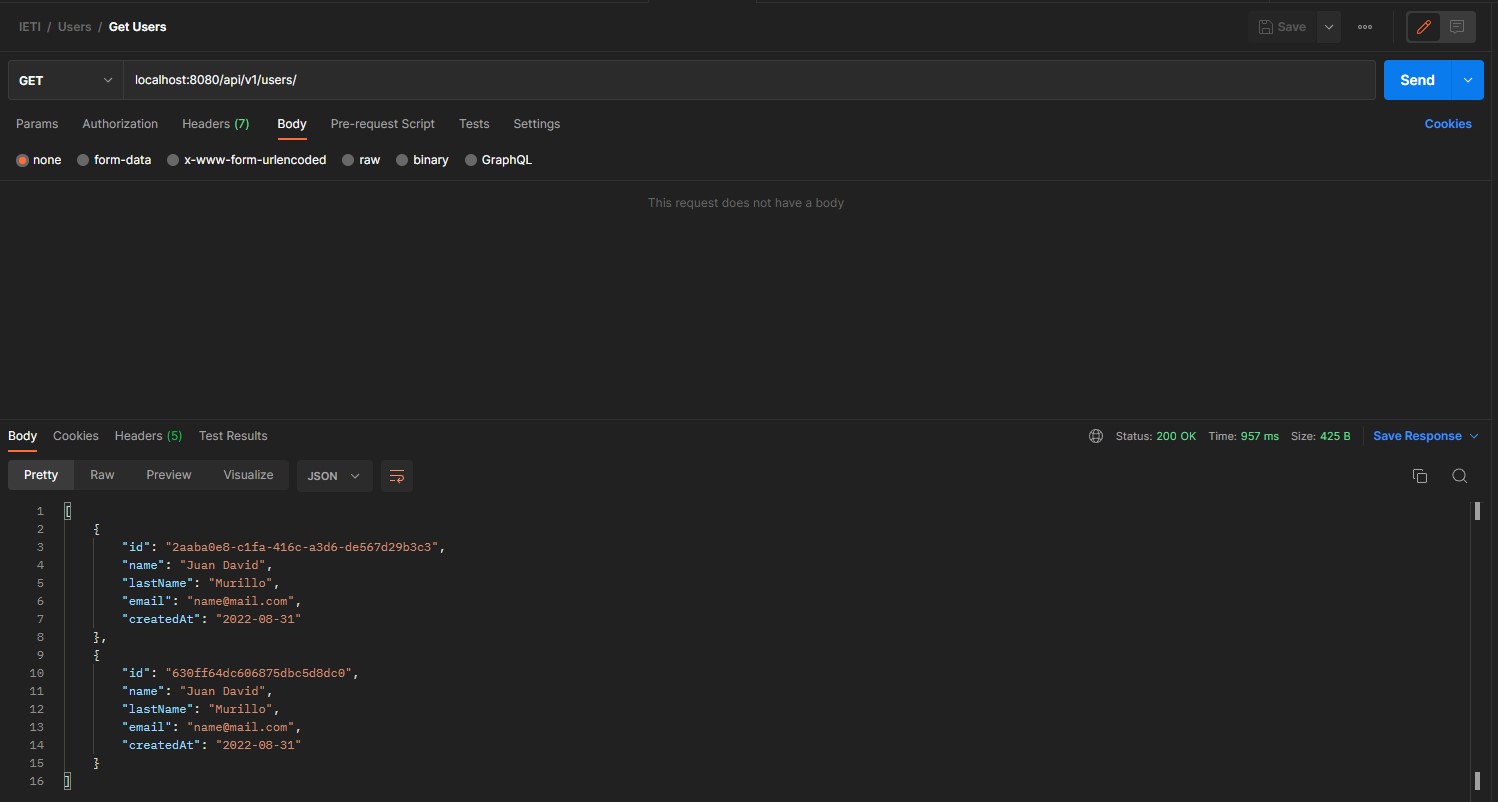 IETI / Users / Get Users
Save
GET
localhost:8080/api/v1/users/
Send
Params Authorization Headers (7) Body Pre-request Script Tests Settings Cookies
none form-data x-www-form-urlencoded raw binary GraphQL
This request does not have a body
Body Cookies Headers (5) Test Results Status: 200 OK Time: 957 ms Size: 425 B Save Response
Pretty Raw Preview Visualize JSON
1 [
2 {
3 "id": "2aaba0e8-c1fa-416c-a3d6-de567d29b3c3",
4 "name": "Juan David",
5 "lastName": "Murillo",
6 "email": "name@mail.com",
7 "createdAt": "2022-08-31"
8 },
9 {
10 "id": "630ff64dc606875dbc5d8dc0",
11 "name": "Juan David",
12 "lastName": "Murillo",
13 "email": "name@mail.com",
14 "createdAt": "2022-08-31"
15 }
16 ]